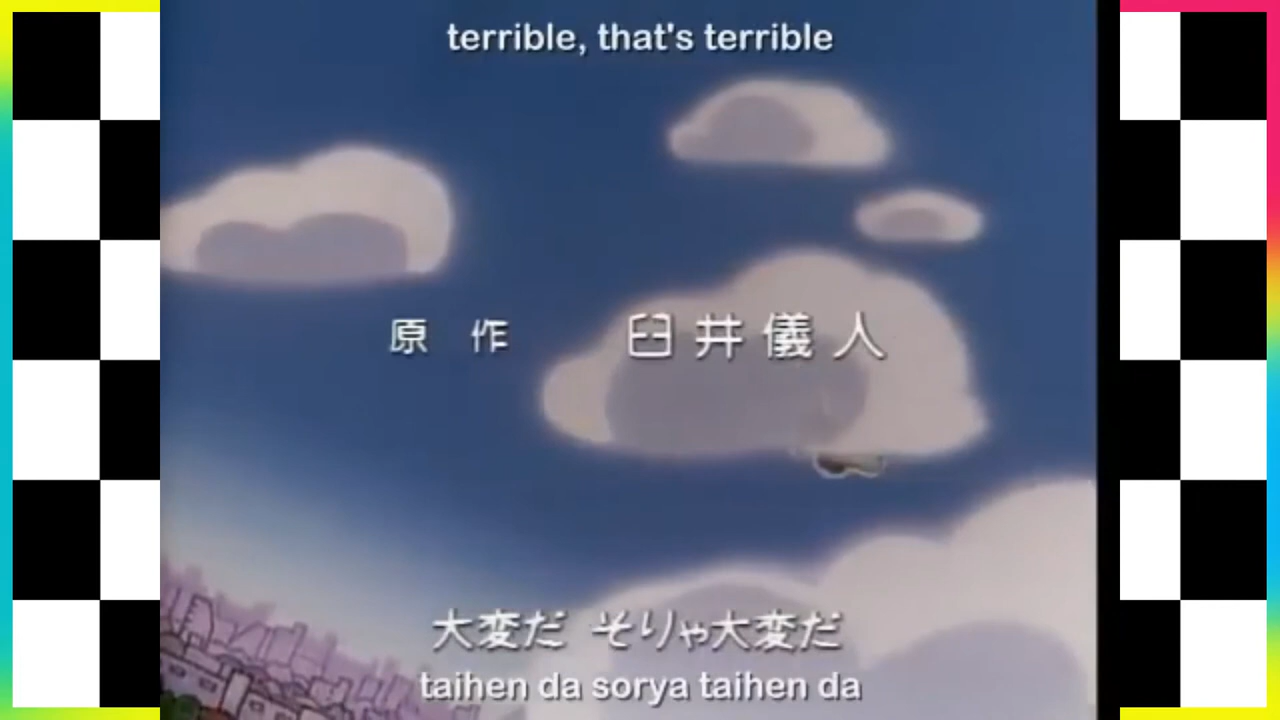 terrible, that's terrible
原作 臼井儀人
大変だ そりゃ大変だ
taihen da sorya taihen da